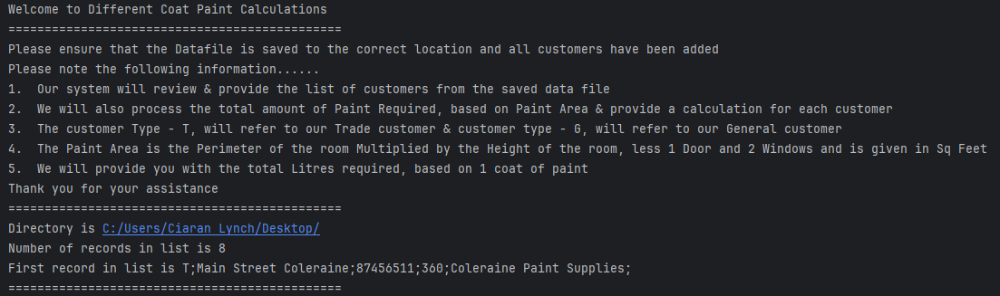 Welcome to Different Coat Paint Calculations
==============================================
Please ensure that the Datafile is saved to the correct location and all customers have been added
Please note the following information......
1.  Our system will review & provide the list of customers from the saved data file
2.  We will also process the total amount of Paint Required, based on Paint Area & provide a calculation for each customer
3.  The customer Type - T, will refer to our Trade customer & customer type - G, will refer to our General customer
4.  The Paint Area is the Perimeter of the room Multiplied by the Height of the room, less 1 Door and 2 Windows and is given in Sq Feet
5.  We will provide you with the total Litres required, based on 1 coat of paint
Thank you for your assistance
==============================================
Directory is C:/Users/Ciaran Lynch/Desktop/
Number of records in list is 8
First record in list is T;Main Street Coleraine;87456511;360;Coleraine Paint Supplies;
==============================================